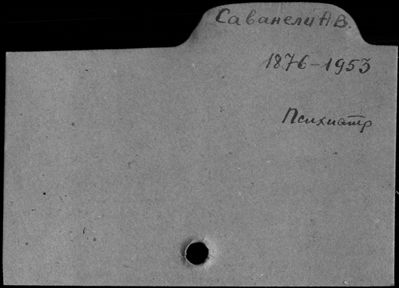 Саванели А В.
1876-1953
Психиатр